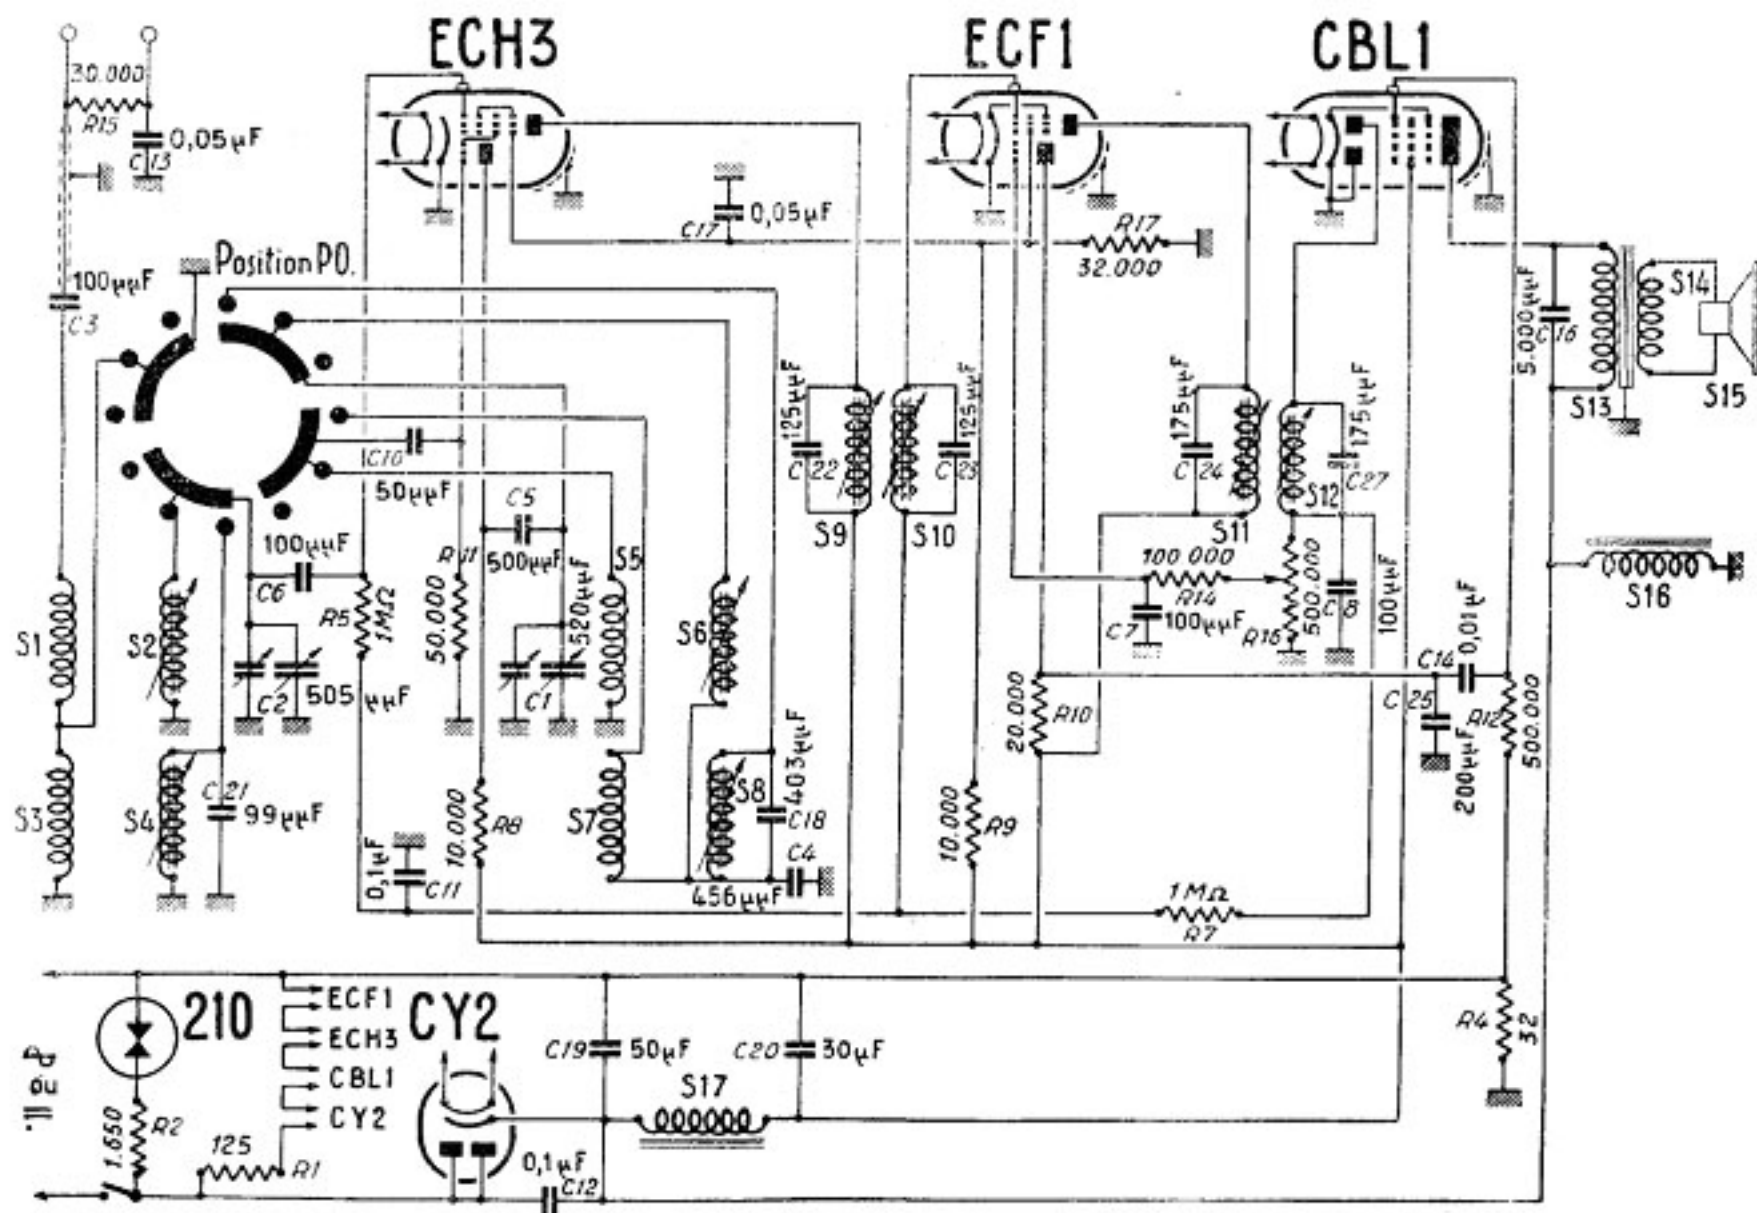 ECH3
ECF1
CBL1
30.000
R15
0,05µF
C13
100µµF
C3
Position PO.
C17
0,05µF
R17
32.000
5.000µµF
C16
S14
S13
S15
C10
50µµF
C5
500µµF
R11
50.000
100µµF
C6
R5
1MΩ
520µµF
S5
125µµF
C22
S9
125µµF
C23
S10
175µµF
C24
S11
S12
175µµF
C27
100.000
R14
C7
100µµF
500.000
R16
C8
100µµF
S16
S1
S2
C2
505
µµF
C1
S6
C14
0,01µF
C25
200µµF
R12
500.000
20.000
R10
S3
S4
C21
99µµF
0,1µF
C11
10.000
R8
S7
S8
403µµF
C18
C4
456µµF
10.000
R9
1MΩ
R7
210
ECF1
ECH3
CBL1
CY2
CY2
C19
50µF
C20
30µF
S17
R4
32
1.650
R2
125
R1
0,1µF
C12